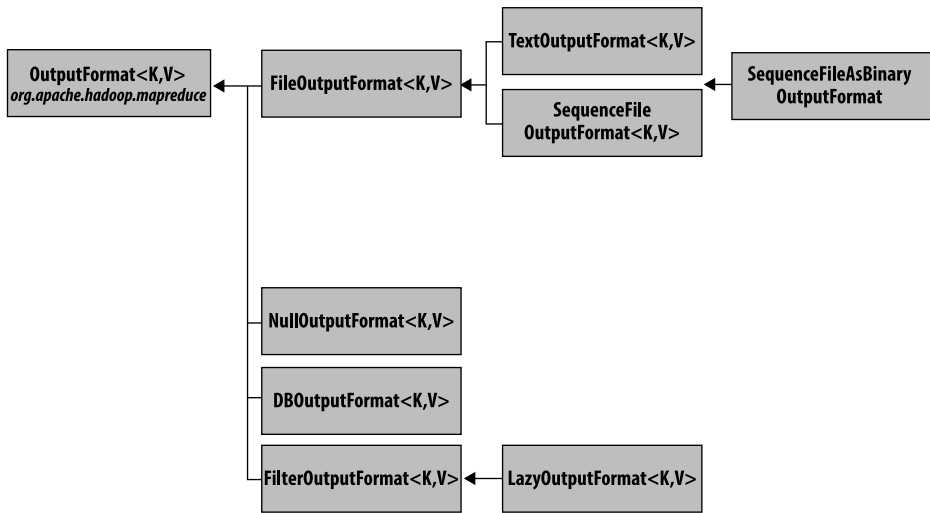 OutputFormat<K,V>
org.apache.hadoop.mapreduce
FileOutputFormat<K,V>
TextOutputFormat<K,V>
SequenceFile
OutputFormat<K,V>
SequenceFileAsBinary
OutputFormat
NullOutputFormat<K,V>
DBOutputFormat<K,V>
FilterOutputFormat<K,V>
LazyOutputFormat<K,V>